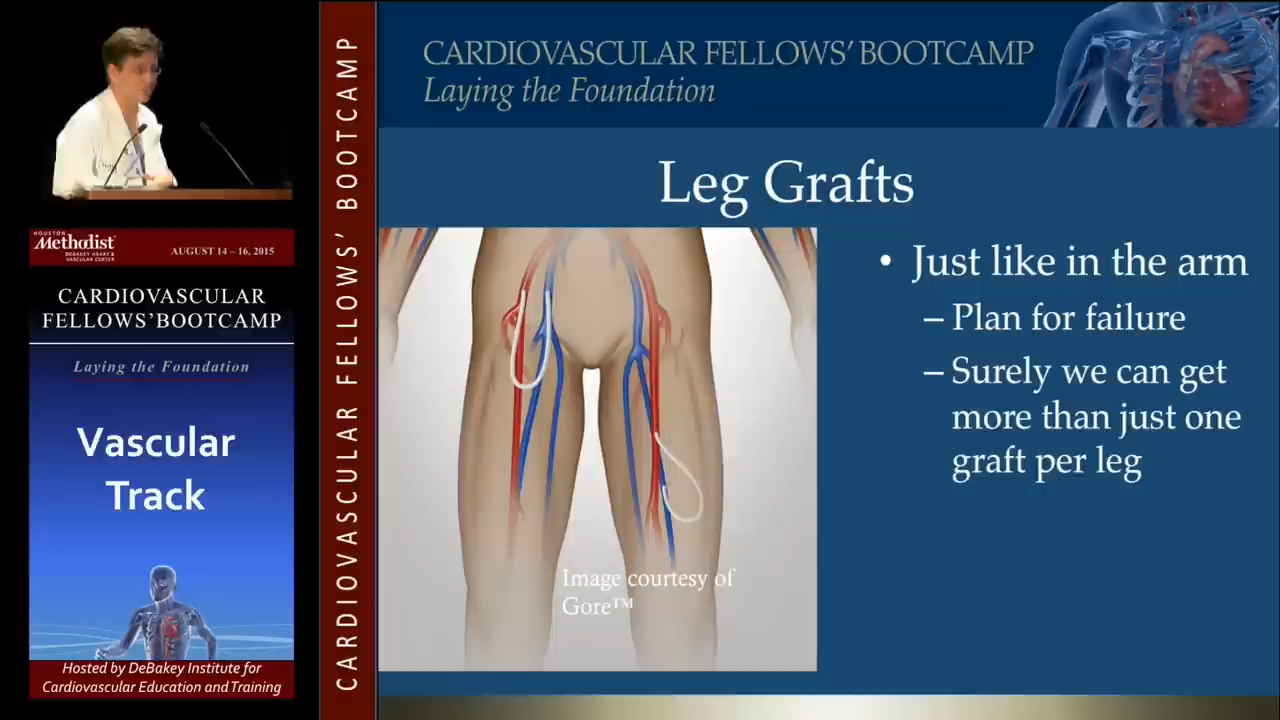 HOUSTON
Methodist
DEBAKEY HEART &
VASCULAR CENTER
AUGUST 14 – 16, 2015
CARDIOVASCULAR
FELLOWS' BOOTCAMP
Laying the Foundation
Vascular
Track
Hosted by DeBakey Institute for
Cardiovascular Education and Training
CARDIOVASCULAR FELLOWS' BOOTCAMP
CARDIOVASCULAR FELLOWS' BOOTCAMP
Laying the Foundation
Leg Grafts
• Just like in the arm
– Plan for failure
– Surely we can get
more than just one
graft per leg
Image courtesy of
Gore™